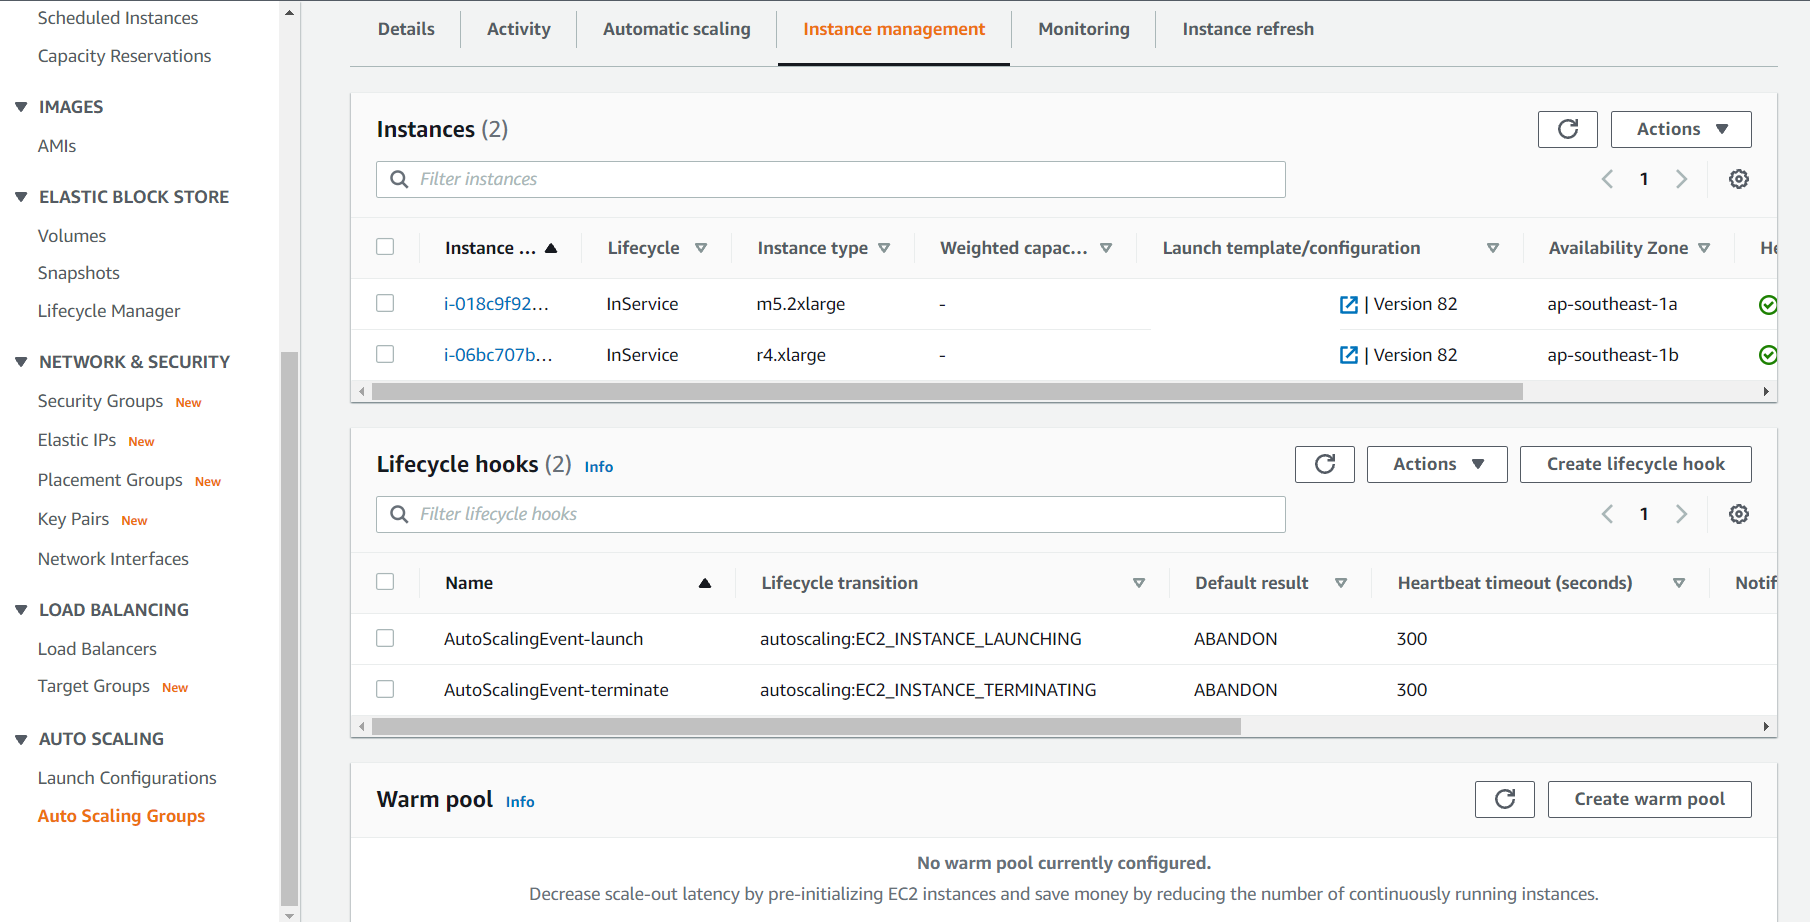 Scheduled Instances
Capacity Reservations
IMAGES
AMIs
ELASTIC BLOCK STORE
Volumes
Snapshots
Lifecycle Manager
NETWORK & SECURITY
Security Groups New
Elastic IPs New
Placement Groups New
Key Pairs New
Network Interfaces
LOAD BALANCING
Load Balancers
Target Groups New
AUTO SCALING
Launch Configurations
Auto Scaling Groups
Details Activity Automatic scaling Instance management Monitoring Instance refresh
Instances (2)
Actions
Filter instances
1
Instance ... Lifecycle Instance type Weighted capac... Launch template/configuration Availability Zone He
i-018c9f92... InService m5.2xlarge - | Version 82 ap-southeast-1a
i-06bc707b... InService r4.xlarge - | Version 82 ap-southeast-1b
Lifecycle hooks (2) Info
Actions Create lifecycle hook
Filter lifecycle hooks
1
Name Lifecycle transition Default result Heartbeat timeout (seconds) Notif
AutoScalingEvent-launch autoscaling:EC2_INSTANCE_LAUNCHING ABANDON 300
AutoScalingEvent-terminate autoscaling:EC2_INSTANCE_TERMINATING ABANDON 300
Warm pool Info
Create warm pool
No warm pool currently configured.
Decrease scale-out latency by pre-initializing EC2 instances and save money by reducing the number of continuously running instances.